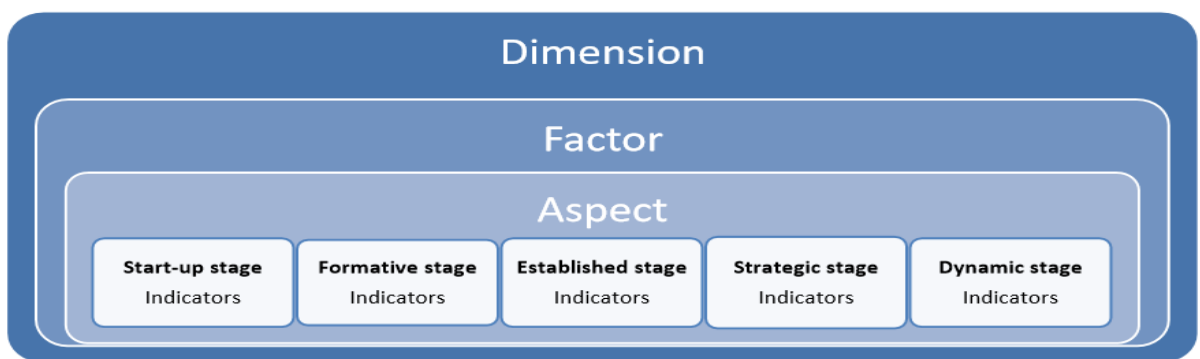 Dimension
Factor
Aspect
Start-up stage
Indicators
Formative stage
Indicators
Established stage
Indicators
Strategic stage
Indicators
Dynamic stage
Indicators